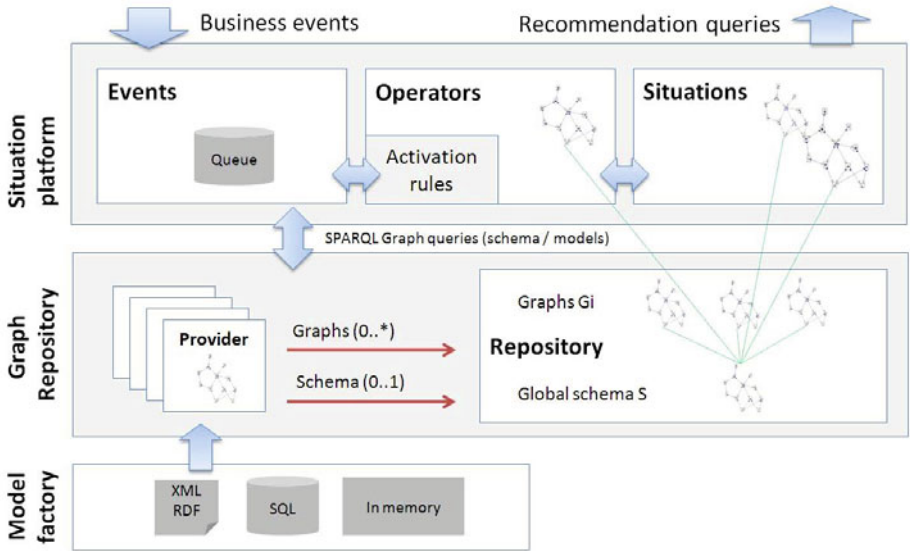 Business events
Recommendation queries
Situation
platform
Events
Queue
Operators
Activation
rules
Situations
SPARQL Graph queries (schema / models)
Graph
Repository
Provider
Graphs (0..*)
Schema (0..1)
Graphs Gi
Repository
Global schema S
Model
factory
XML
RDF
SQL
In memory